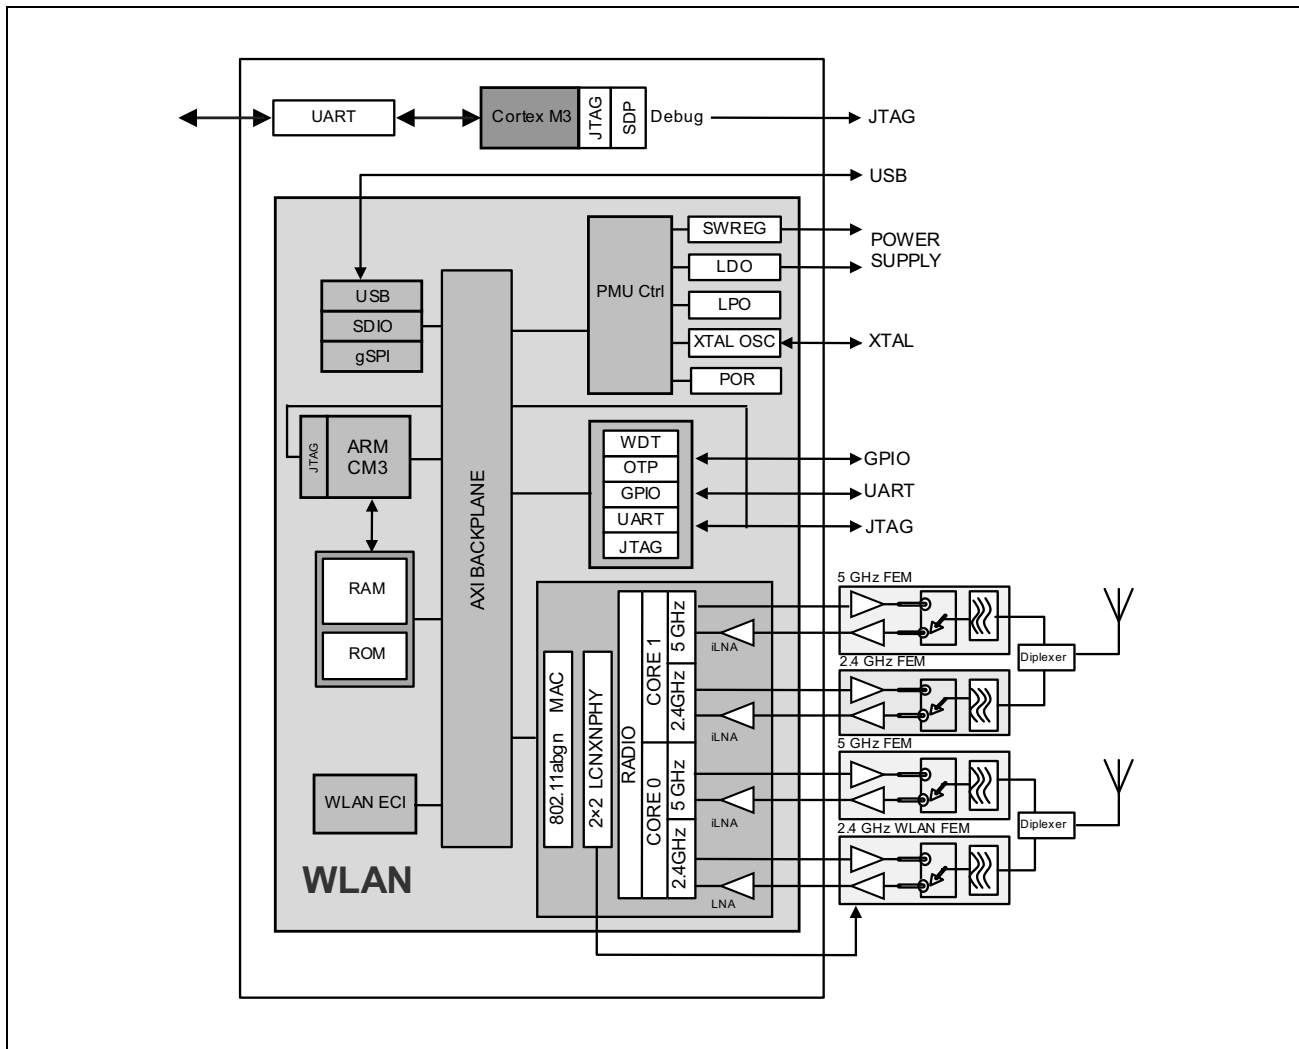 UART
Cortex M3
JTAG
SDP
Debug
JTAG
USB
SWREG
POWER
SUPPLY
LDO
PMU Ctrl
LPO
XTAL OSC
XTAL
POR
USB
SDIO
gSPI
JTAG
ARM
CM3
AXI BACKPLANE
WDT
OTP
GPIO
UART
JTAG
GPIO
UART
JTAG
RAM
ROM
WLAN ECI
WLAN
802.11abgn MAC
2×2 LCNXNPHY
RADIO
CORE 1
CORE 0
5 GHz
2.4GHz
5 GHz
2.4GHz
iLNA
iLNA
iLNA
LNA
5 GHz FEM
2.4 GHz FEM
Diplexer
5 GHz FEM
2.4 GHz WLAN FEM
Diplexer